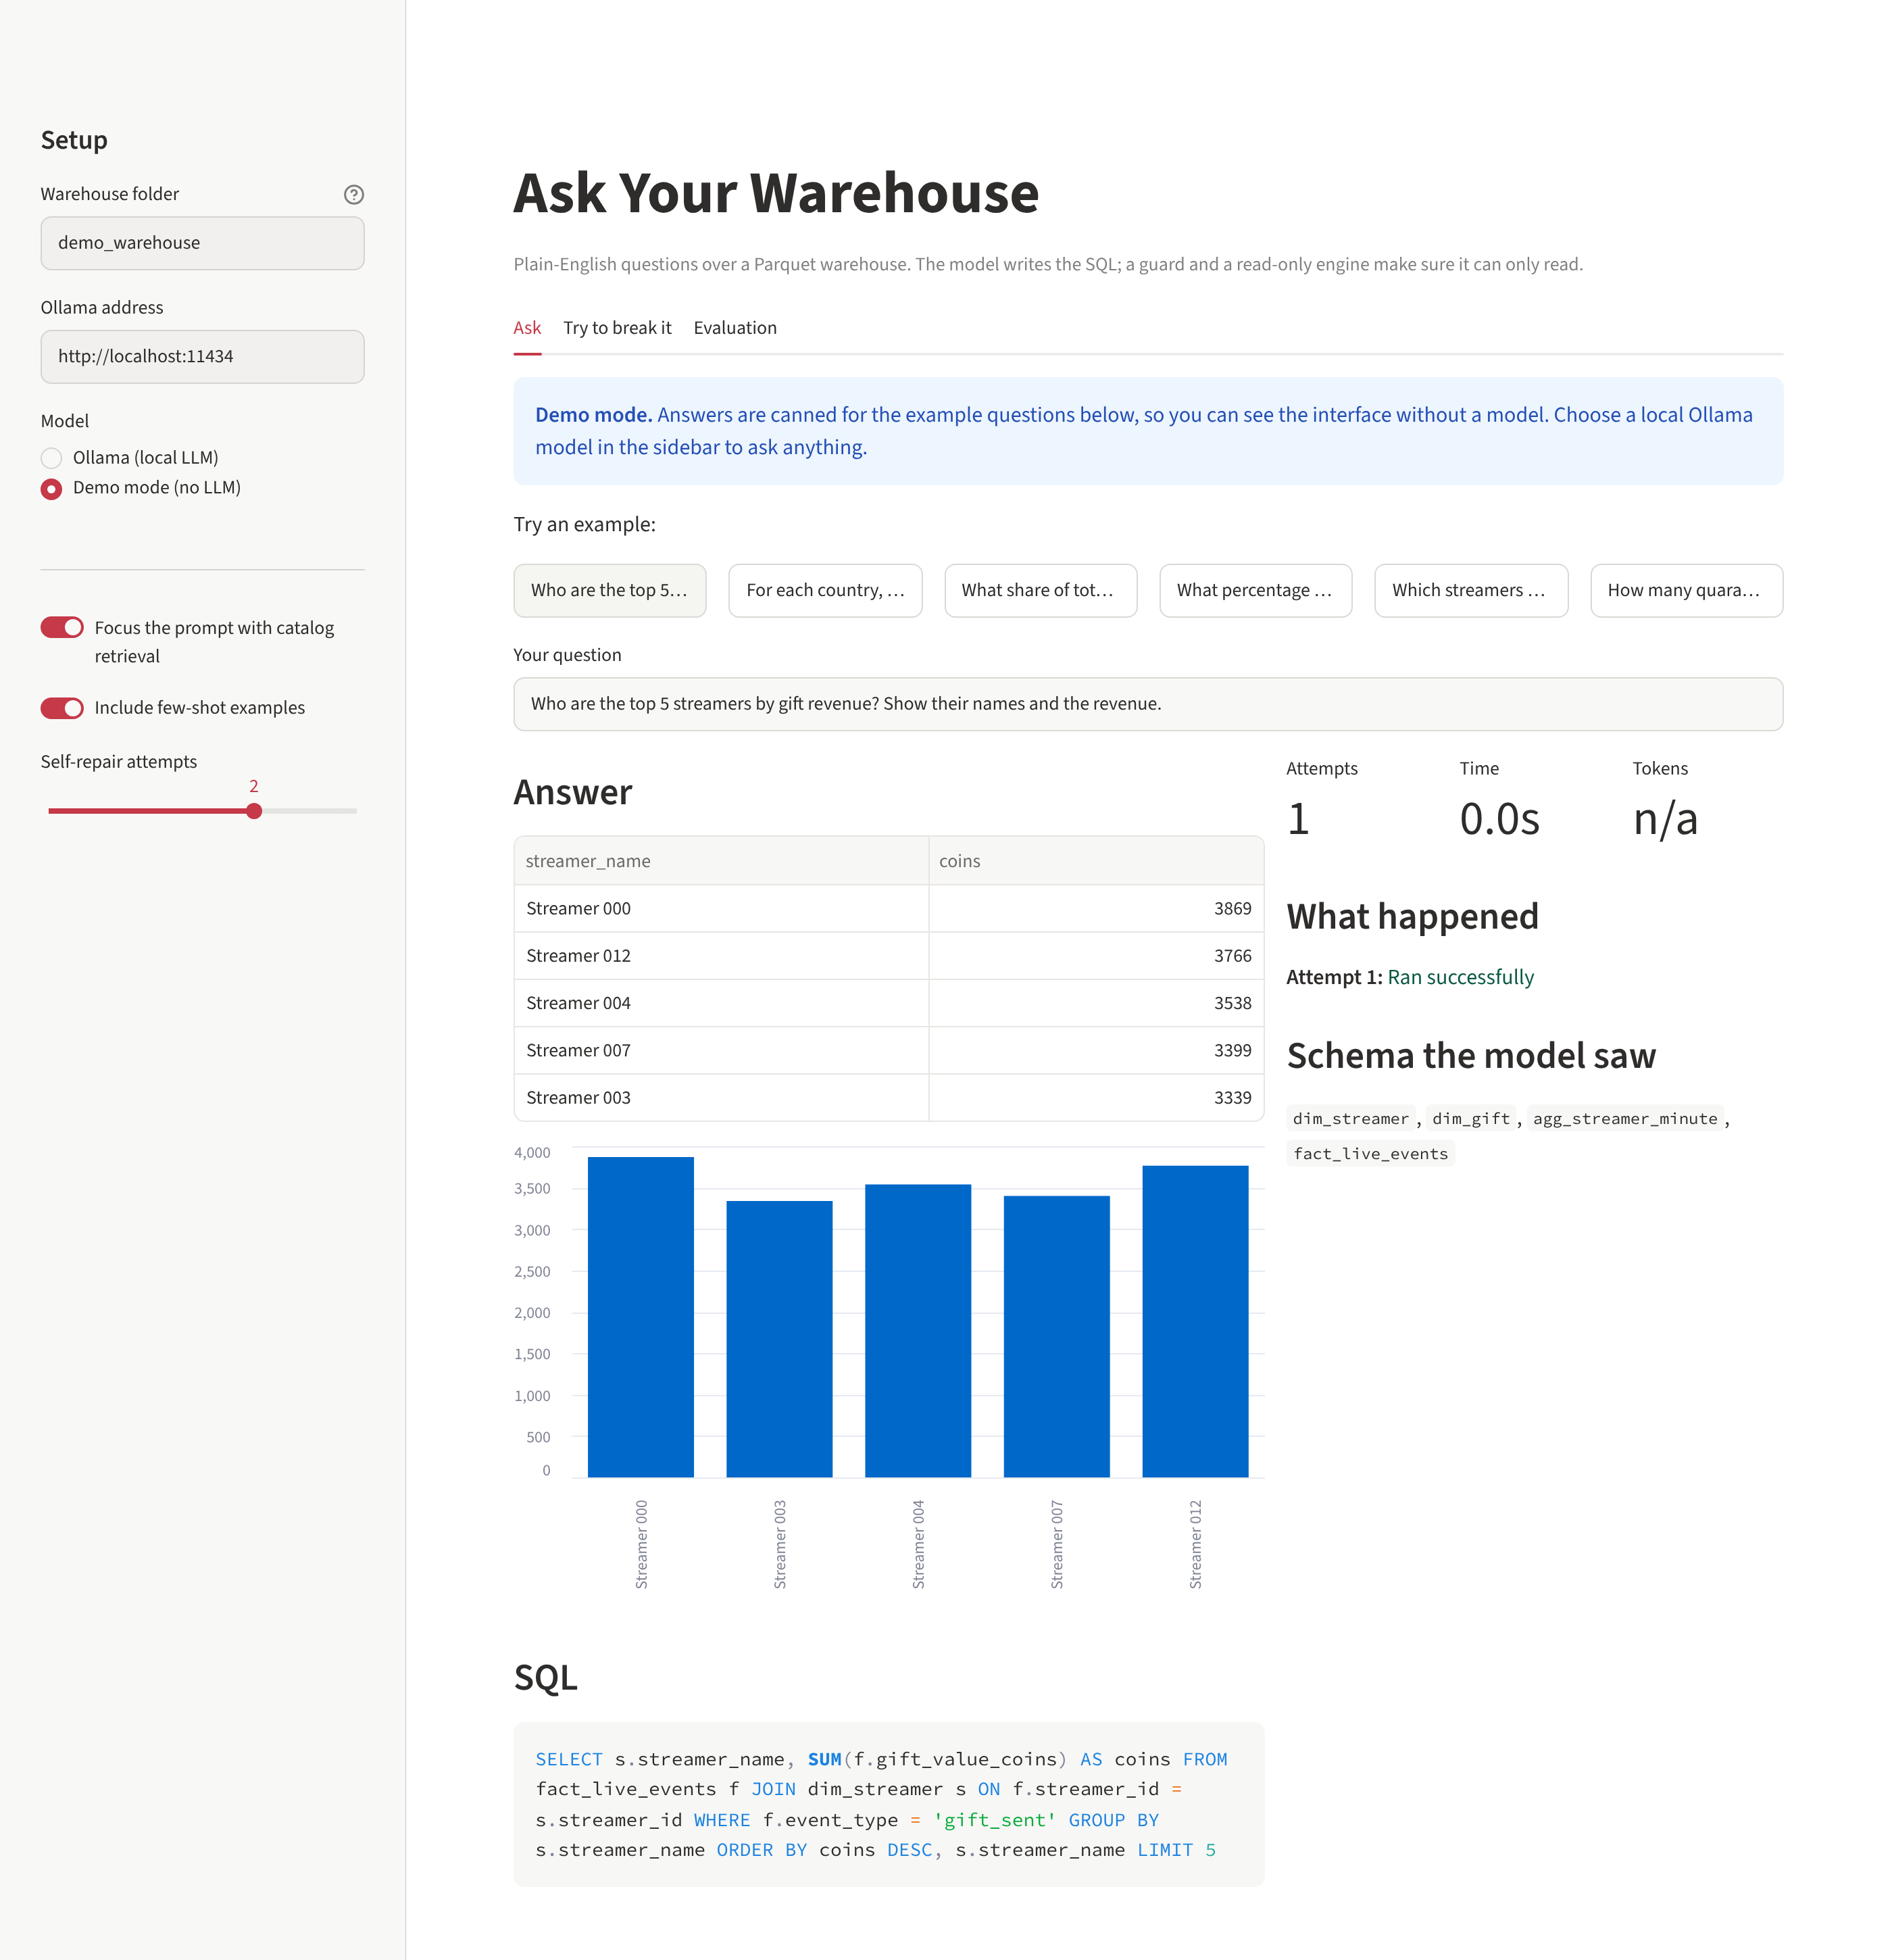 Setup
Warehouse folder
demo_warehouse
Ollama address
http://localhost:11434
Model
Ollama (local LLM)
Demo mode (no LLM)
Focus the prompt with catalog
retrieval
Include few-shot examples
Self-repair attempts
2
Ask Your Warehouse
Plain-English questions over a Parquet warehouse. The model writes the SQL; a guard and a read-only engine make sure it can only read.
Ask Try to break it Evaluation
Demo mode. Answers are canned for the example questions below, so you can see the interface without a model. Choose a local Ollama
model in the sidebar to ask anything.
Try an example:
Who are the top 5… For each country, … What share of tot… What percentage … Which streamers … How many quara…
Your question
Who are the top 5 streamers by gift revenue? Show their names and the revenue.
Answer
streamer_name coins
Streamer 000 3869
Streamer 012 3766
Streamer 004 3538
Streamer 007 3399
Streamer 003 3339
4,000
3,500
3,000
2,500
2,000
1,500
1,000
500
0
Streamer 000 Streamer 003 Streamer 004 Streamer 007 Streamer 012
SQL
SELECT s.streamer_name, SUM(f.gift_value_coins) AS coins FROM
fact_live_events f JOIN dim_streamer s ON f.streamer_id =
s.streamer_id WHERE f.event_type = 'gift_sent' GROUP BY
s.streamer_name ORDER BY coins DESC, s.streamer_name LIMIT 5
Attempts Time Tokens
1 0.0s n/a
What happened
Attempt 1: Ran successfully
Schema the model saw
dim_streamer, dim_gift, agg_streamer_minute,
fact_live_events